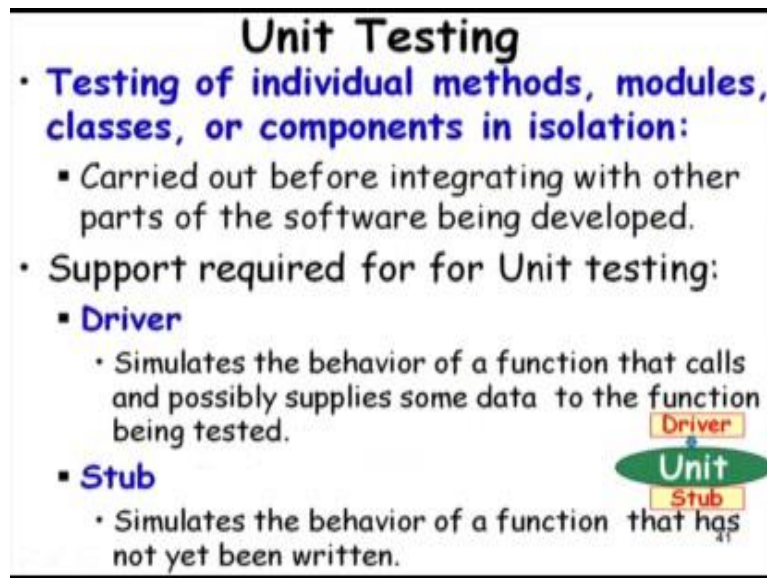 Unit Testing
• Testing of individual methods, modules,
classes, or components in isolation:
▪ Carried out before integrating with other
parts of the software being developed.
• Support required for for Unit testing:
▪ Driver
• Simulates the behavior of a function that calls
and possibly supplies some data to the function
being tested.
Driver
Unit
Stub
▪ Stub
• Simulates the behavior of a function that has
not yet been written.
41